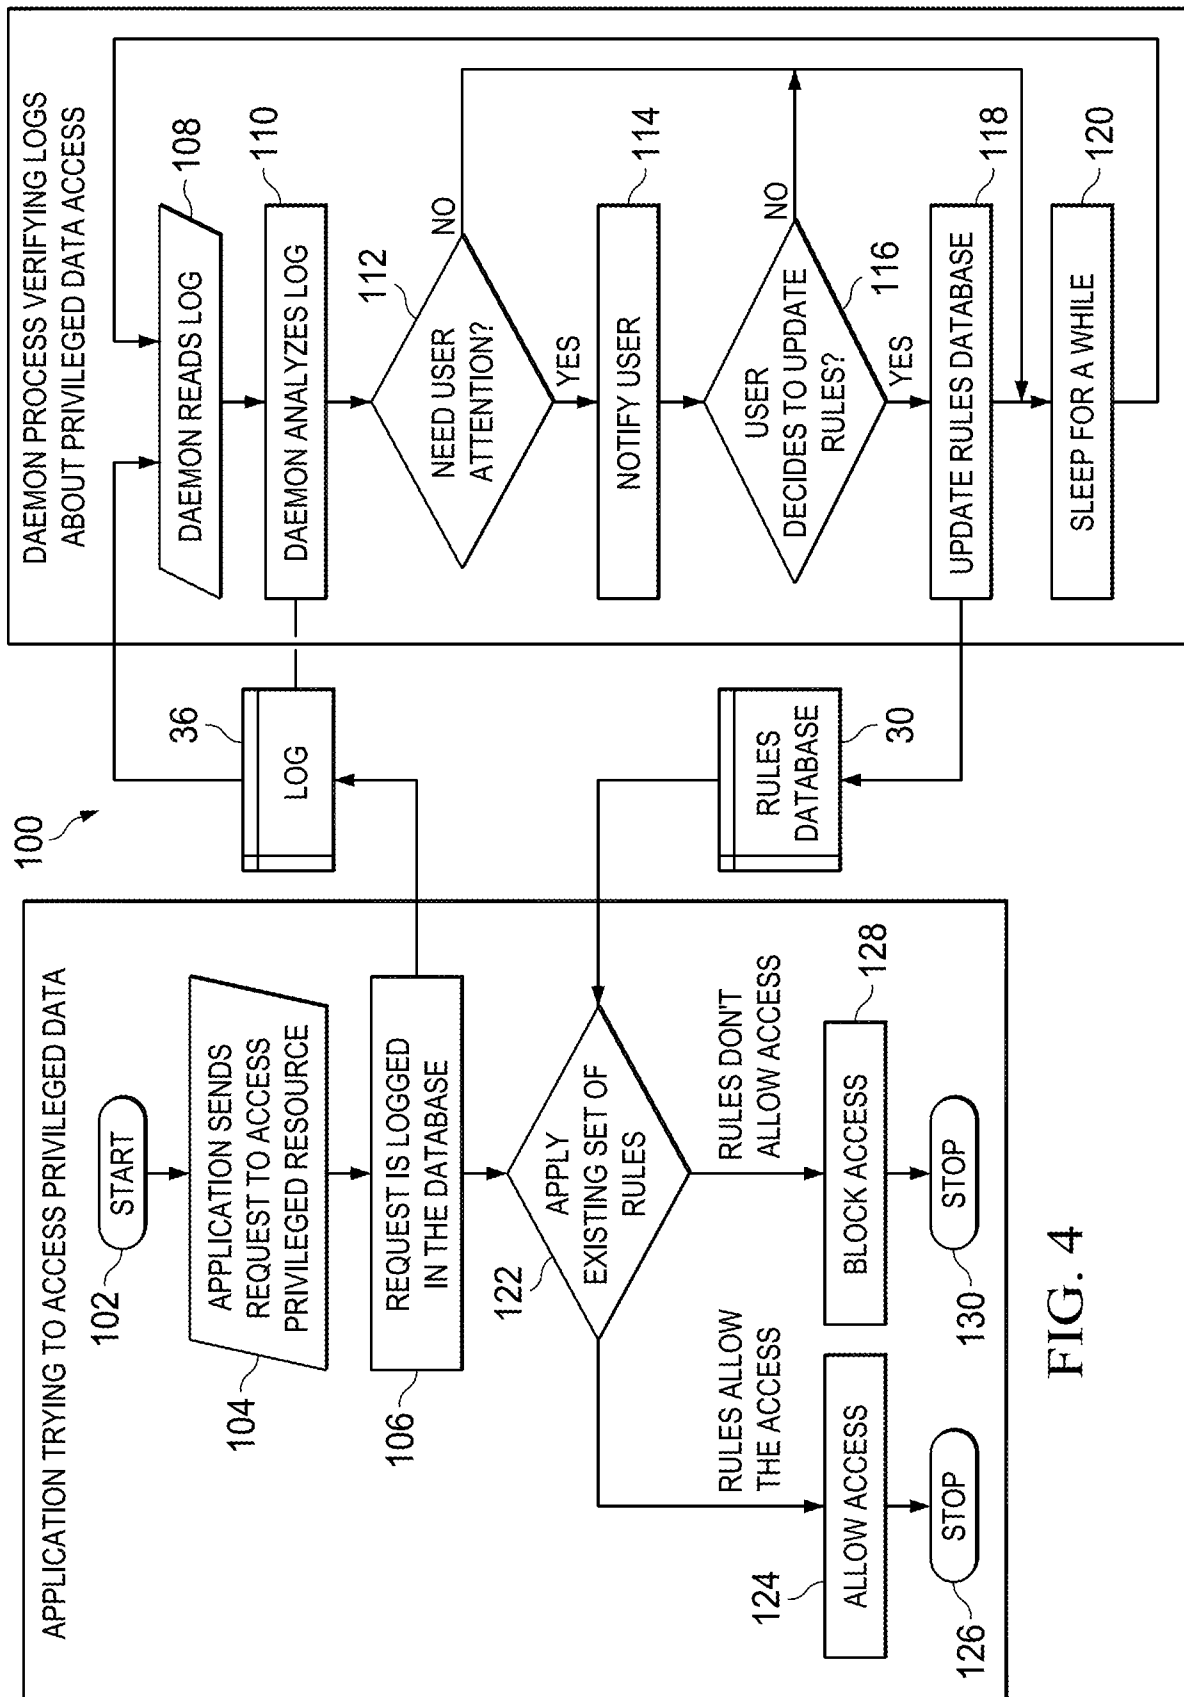 100
APPLICATION TRYING TO ACCESS PRIVILEGED DATA
102
START
104
APPLICATION SENDS
REQUEST TO ACCESS
PRIVILEGED RESOURCE
106
REQUEST IS LOGGED
IN THE DATABASE
122
APPLY
EXISTING SET OF
RULES
RULES ALLOW
THE ACCESS
RULES DON'T
ALLOW ACCESS
124
ALLOW ACCESS
128
BLOCK ACCESS
126
STOP
130
STOP
36
LOG
RULES
DATABASE
30
DAEMON PROCESS VERIFYING LOGS
ABOUT PRIVILEGED DATA ACCESS
108
DAEMON READS LOG
110
DAEMON ANALYZES LOG
112
NEED USER
ATTENTION?
NO
YES
114
NOTIFY USER
116
USER
DECIDES TO UPDATE
RULES?
NO
YES
118
UPDATE RULES DATABASE
120
SLEEP FOR A WHILE
FIG. 4